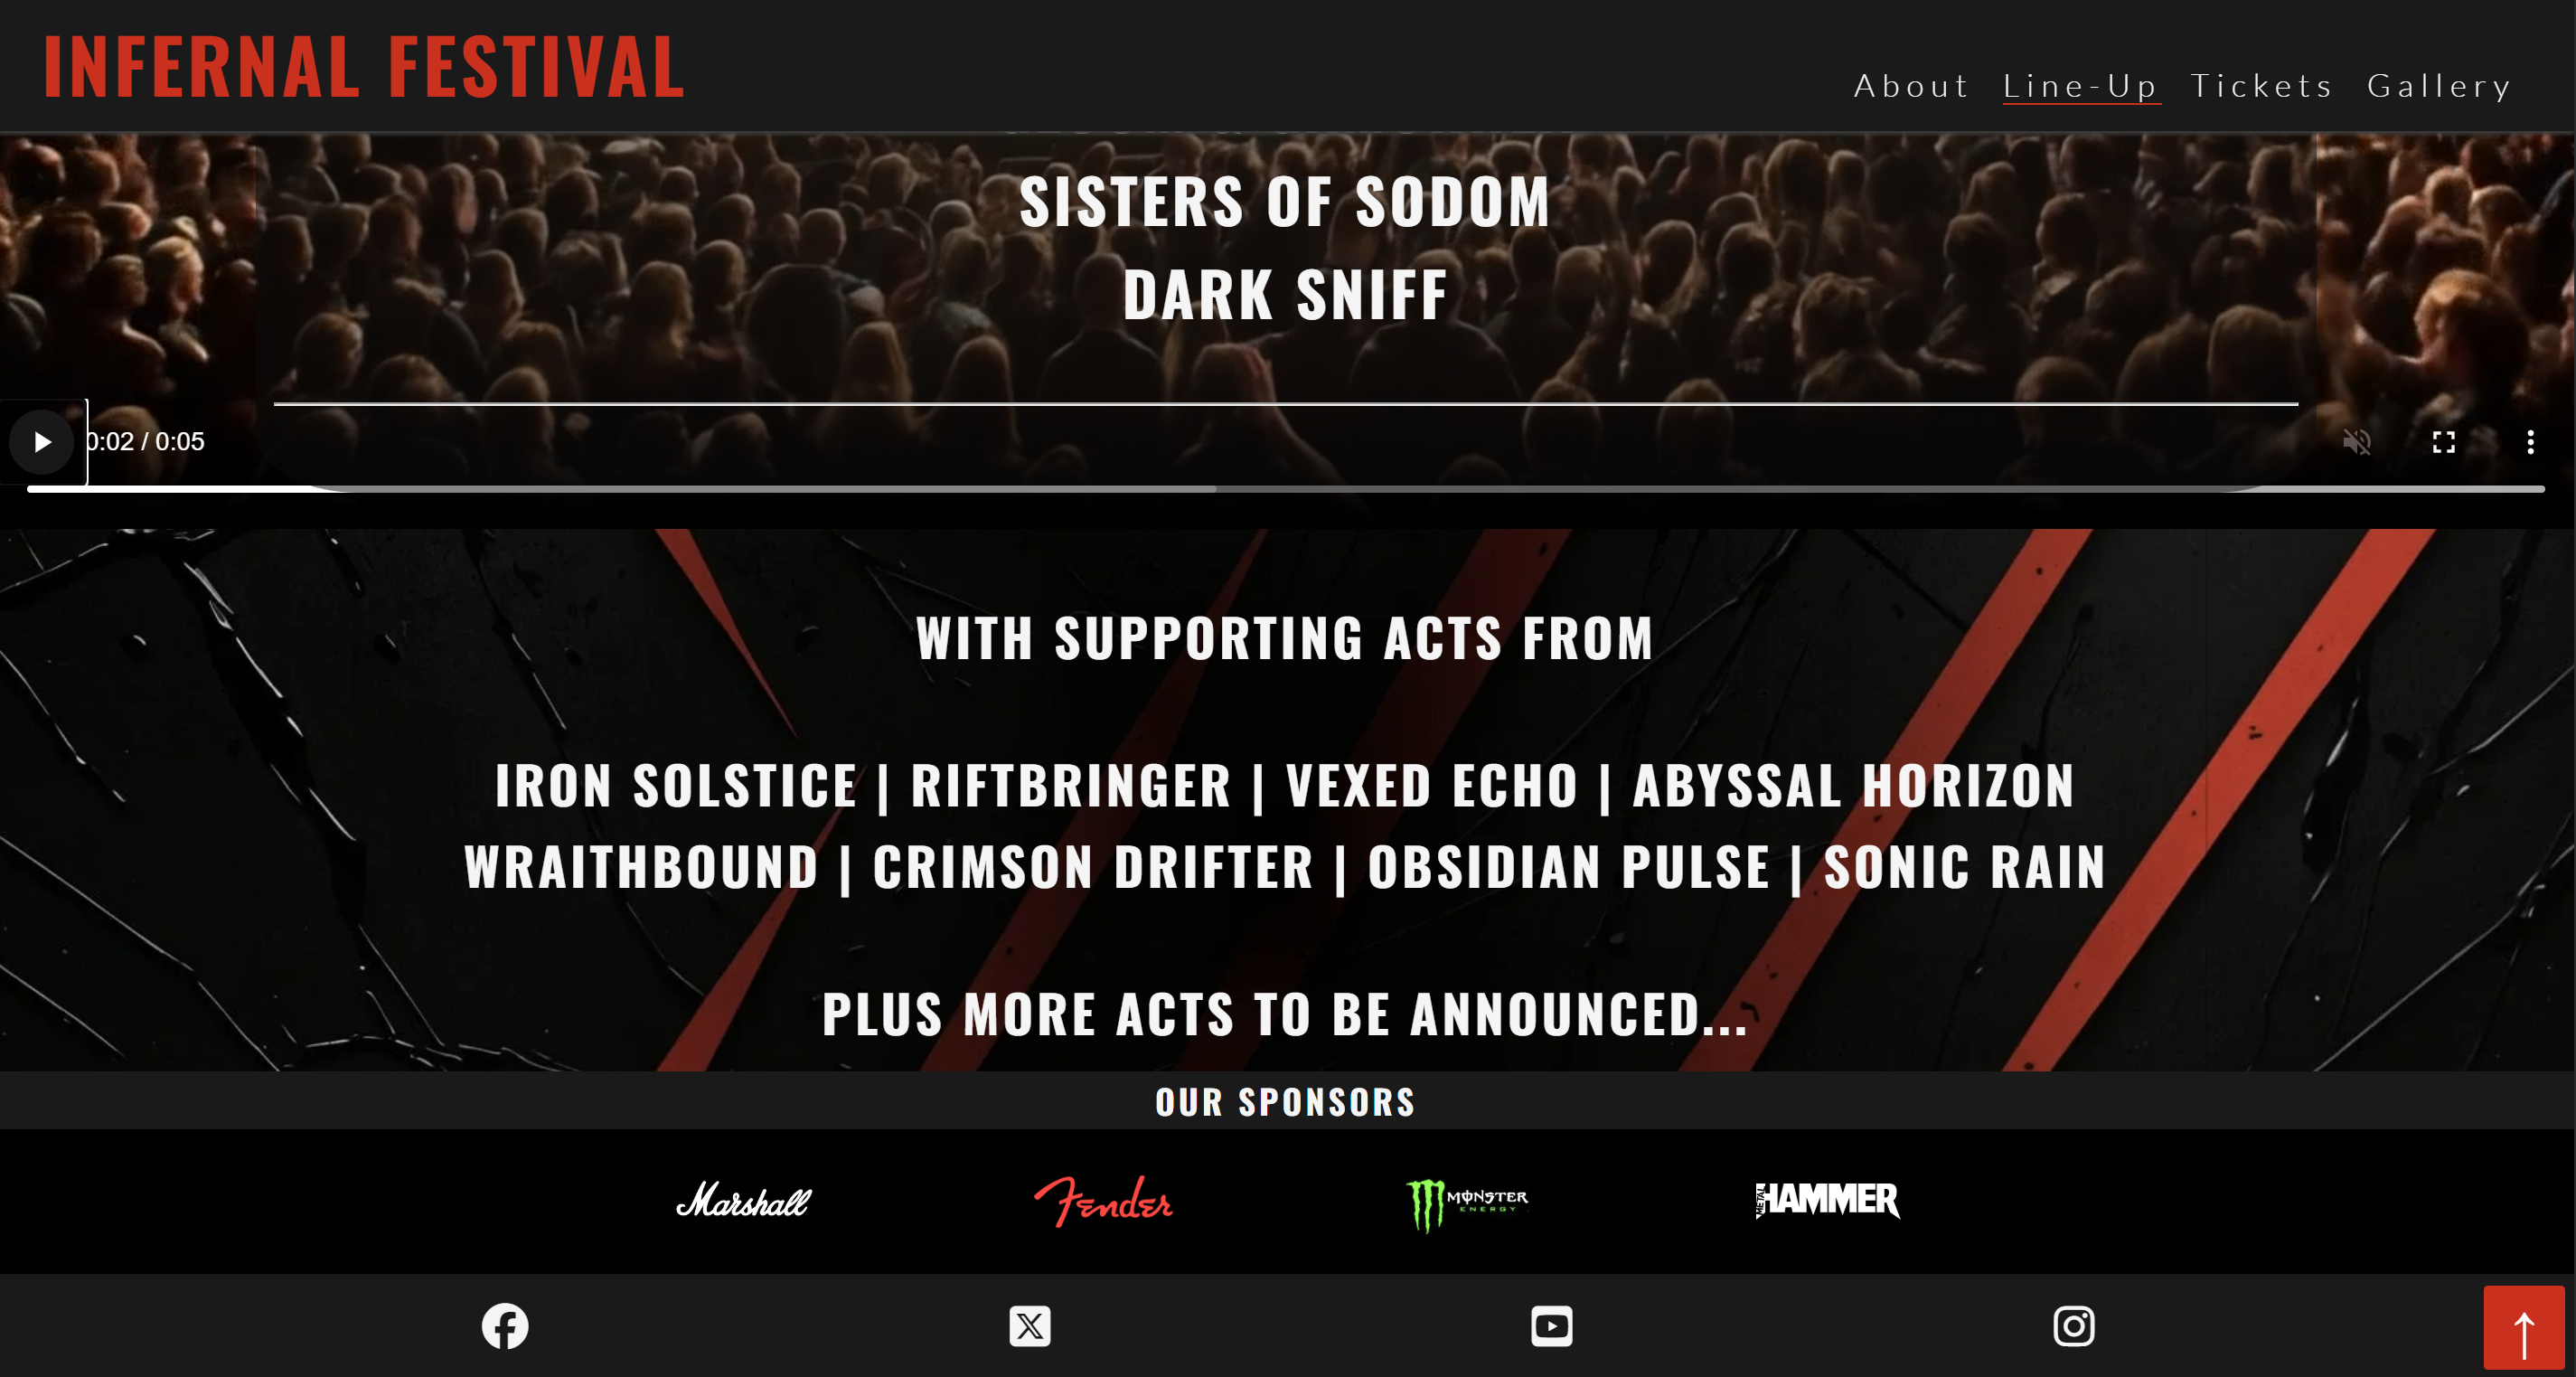 INFERNAL FESTIVAL
About Line-Up Tickets Gallery
SISTERS OF SODOM
DARK SNIFF
0:02 / 0:05
WITH SUPPORTING ACTS FROM
IRON SOLSTICE | RIFTBRINGER | VEXED ECHO | ABYSSAL HORIZON
WRAITHBOUND | CRIMSON DRIFTER | OBSIDIAN PULSE | SONIC RAIN
PLUS MORE ACTS TO BE ANNOUNCED...
OUR SPONSORS
Marshall
Fender
MONSTER
ENERGY
METAL HAMMER